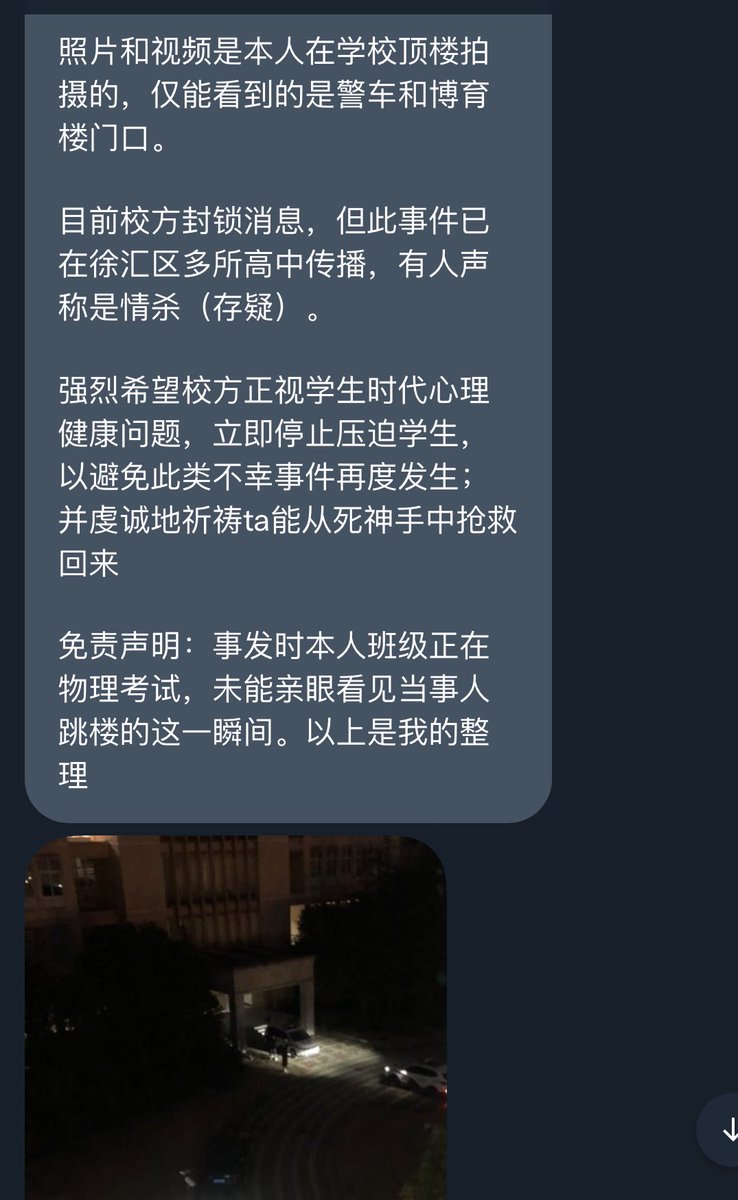 照片和视频是本人在学校顶楼拍
摄的，仅能看到的是警车和博育
楼门口。
目前校方封锁消息，但此事件已
在徐汇区多所高中传播，有人声
称是情杀（存疑）。
强烈希望校方正视学生时代心理
健康问题，立即停止压迫学生，
以避免此类不幸事件再度发生；
并虔诚地祈祷ta能从死神手中抢救
回来
免责声明：事发时本人班级正在
物理考试，未能亲眼看见当事人
跳楼的这一瞬间。以上是我的整
理